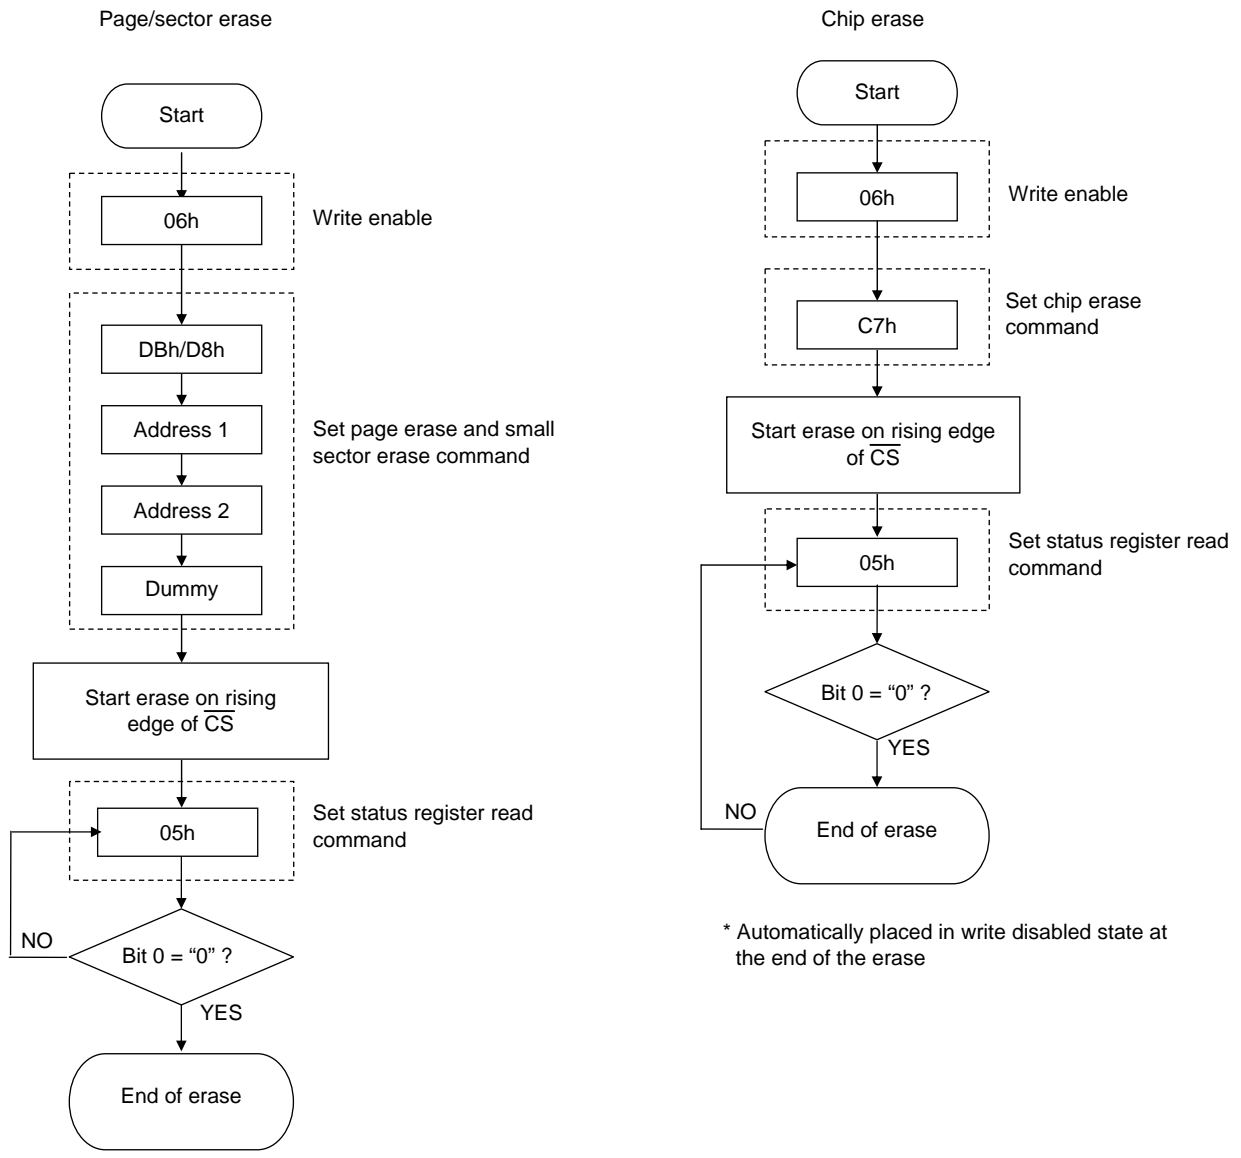 Page/sector erase
Start
06h
Write enable
DBh/D8h
Address 1
Set page erase and small
sector erase command
Address 2
Dummy
Start erase on rising
edge of CS
05h
Set status register read
command
NO
Bit 0 = “0” ?
YES
End of erase
Chip erase
Start
06h
Write enable
C7h
Set chip erase
command
Start erase on rising edge
of CS
05h
Set status register read
command
Bit 0 = “0” ?
YES
NO
End of erase
* Automatically placed in write disabled state at
the end of the erase